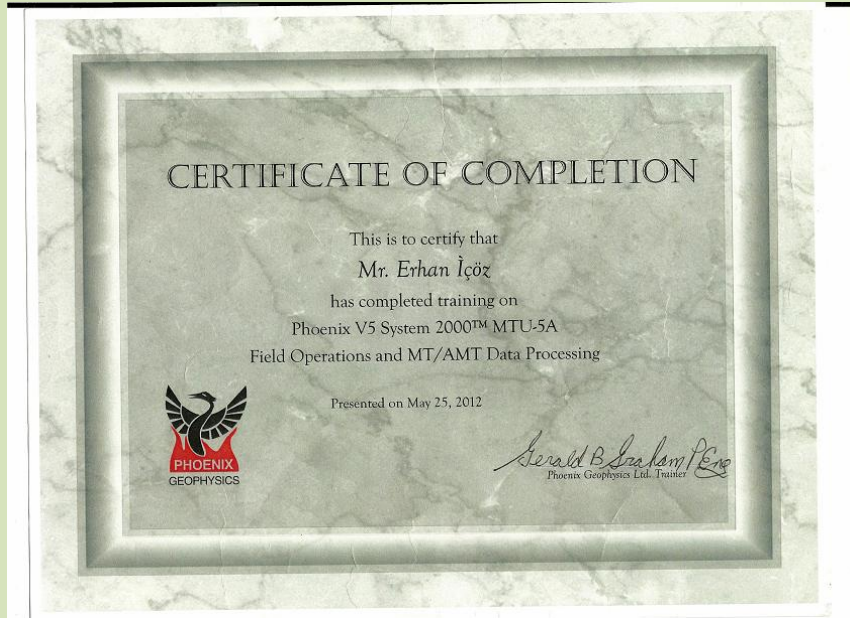 CERTIFICATE OF COMPLETION
This is to certify that
Mr. Erhan Ìçöz
has completed training on
Phoenix V5 System 2000™ MTU-5A
Field Operations and MT/AMT Data Processing
Presented on May 25, 2012
PHOENIX
GEOPHYSICS
Gerald B Graham P.Eng
Phoenix Geophysics Ltd. Trainer